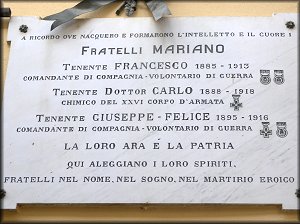 A RICORDO OVE NACQUERO E FORMARONO L'INTELLETTO E IL CUORE I
FRATELLI MARIANO
TENENTE FRANCESCO 1885-1913
COMANDANTE DI COMPAGNIA-VOLONTARIO DI GUERRA
TENENTE DOTTOR CARLO 1888-1918
CHIMICO DEL XXVI CORPO D'ARMATA
TENENTE GIUSEPPE-FELICE 1895-1916
COMANDANTE DI COMPAGNIA-VOLONTARIO DI GUERRA
LA LORO ARA È LA PATRIA
QUI ALEGGIANO I LORO SPIRITI,
FRATELLI NEL NOME, NEL SOGNO, NEL MARTIRIO EROICO